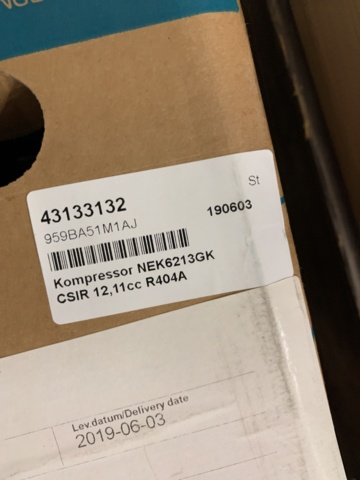 43133132
St
959BA51M1AJ
190603
Kompressor NEK6213GK
CSIR 12,11cc R404A
Lev.datum/Delivery date
2019-06-03